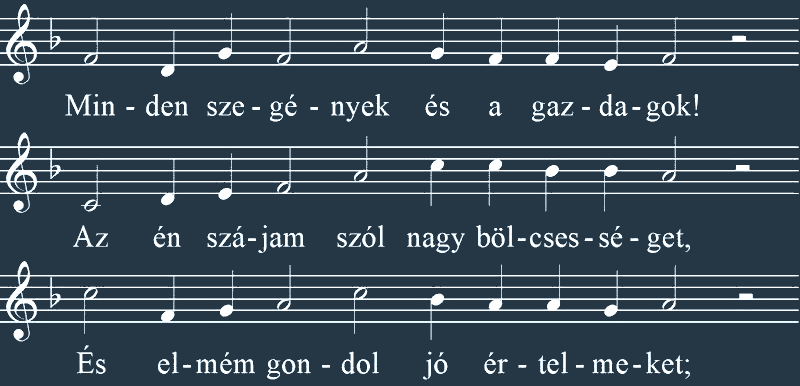 Min - den sze - gé - nyek és a gaz - da - gok!
Az én szá - jam szól nagy böl - cses - sé - get,
És el - mém gon - dol jó ér - tel - me - ket;